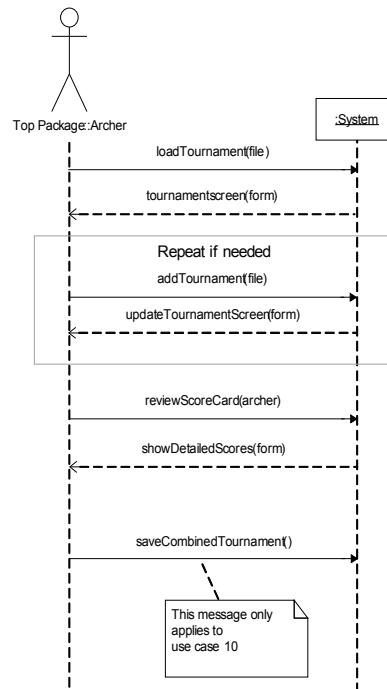 Top Package::Archer
:System
loadTournament(file)
tournamentscreen(form)
Repeat if needed
addTournament(file)
updateTournamentScreen(form)
reviewScoreCard(archer)
showDetailedScores(form)
saveCombinedTournament()
This message only
applies to
use case 10